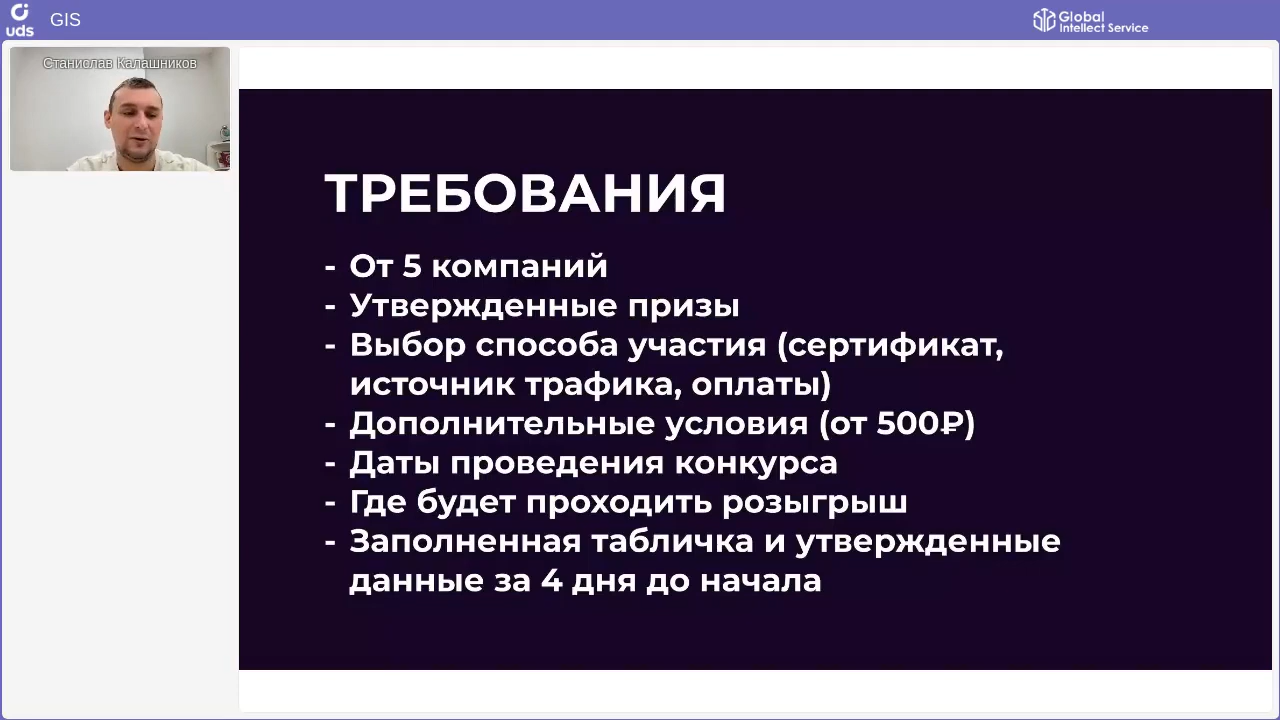 uds
GIS
Global
Intellect Service
Станислав Калашников
ТРЕБОВАНИЯ
- От 5 компаний
- Утвержденные призы
- Выбор способа участия (сертификат,
источник трафика, оплаты)
- Дополнительные условия (от 500₽)
- Даты проведения конкурса
- Где будет проходить розыгрыш
- Заполненная табличка и утвержденные
данные за 4 дня до начала